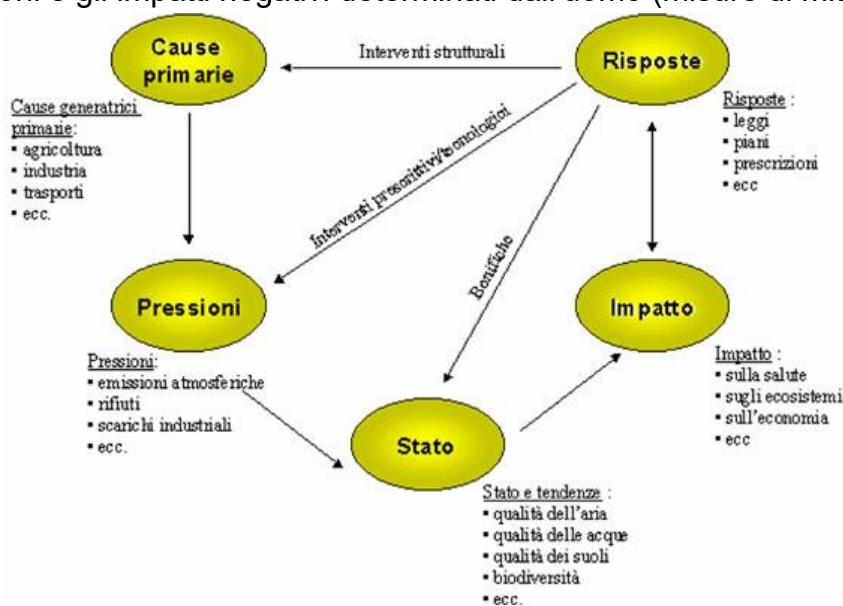 Cause
primarie
Interventi strutturali
Risposte
Cause generatrici
primarie:
▪ agricoltura
▪ industria
▪ trasporti
▪ ecc.
Risposte :
▪ leggi
▪ piani
▪ prescrizioni
▪ ecc
Interventi prescrittivi/tecnologici
Bonifiche
Pressioni
Impatto
Pressioni:
▪ emissioni atmosferiche
▪ rifiuti
▪ scarichi industriali
▪ ecc.
Impatto :
▪ sulla salute
▪ sugli ecosistemi
▪ sull'economia
▪ ecc
Stato
Stato e tendenze :
▪ qualità dell'aria
▪ qualità delle acque
▪ qualità dei suoli
▪ biodiversità
▪ ecc.